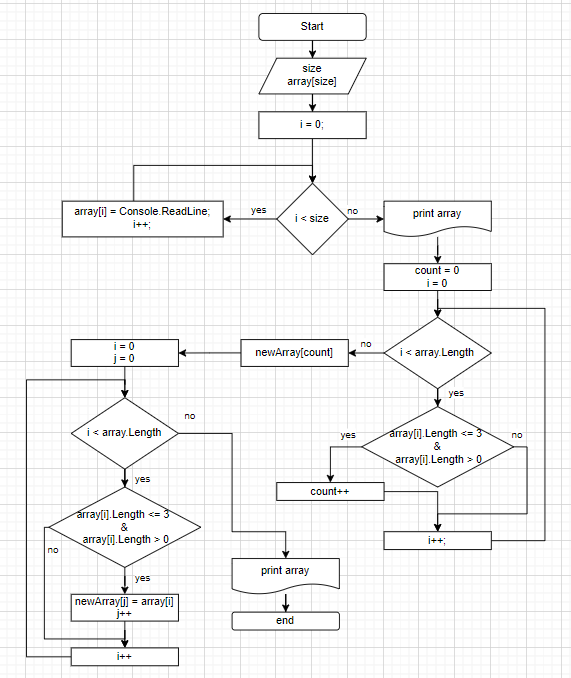 Start
size
array[size]
i = 0;
i < size
yes
no
array[i] = Console.ReadLine;
i++;
print array
count = 0
i = 0
i < array.Length
no
yes
newArray[count]
i = 0
j = 0
array[i].Length <= 3
&
array[i].Length > 0
yes
no
count++
i++;
i < array.Length
no
yes
array[i].Length <= 3
&
array[i].Length > 0
no
yes
newArray[j] = array[i]
j++
i++
print array
end